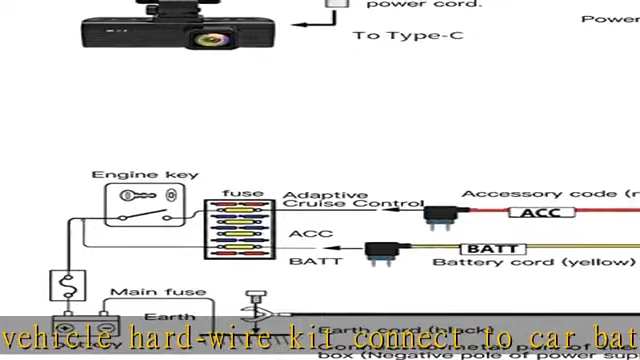 power cord.
To Type-C
Power
Engine key
fuse
Adaptive
Cruise Control
Accessory code
ACC
ACC
BATT
BATT
Battery cord (yellow)
Main fuse
Earth
Earth cord (black)
vehicle hard-wire kit connect to car bat
box (Negative pole of power